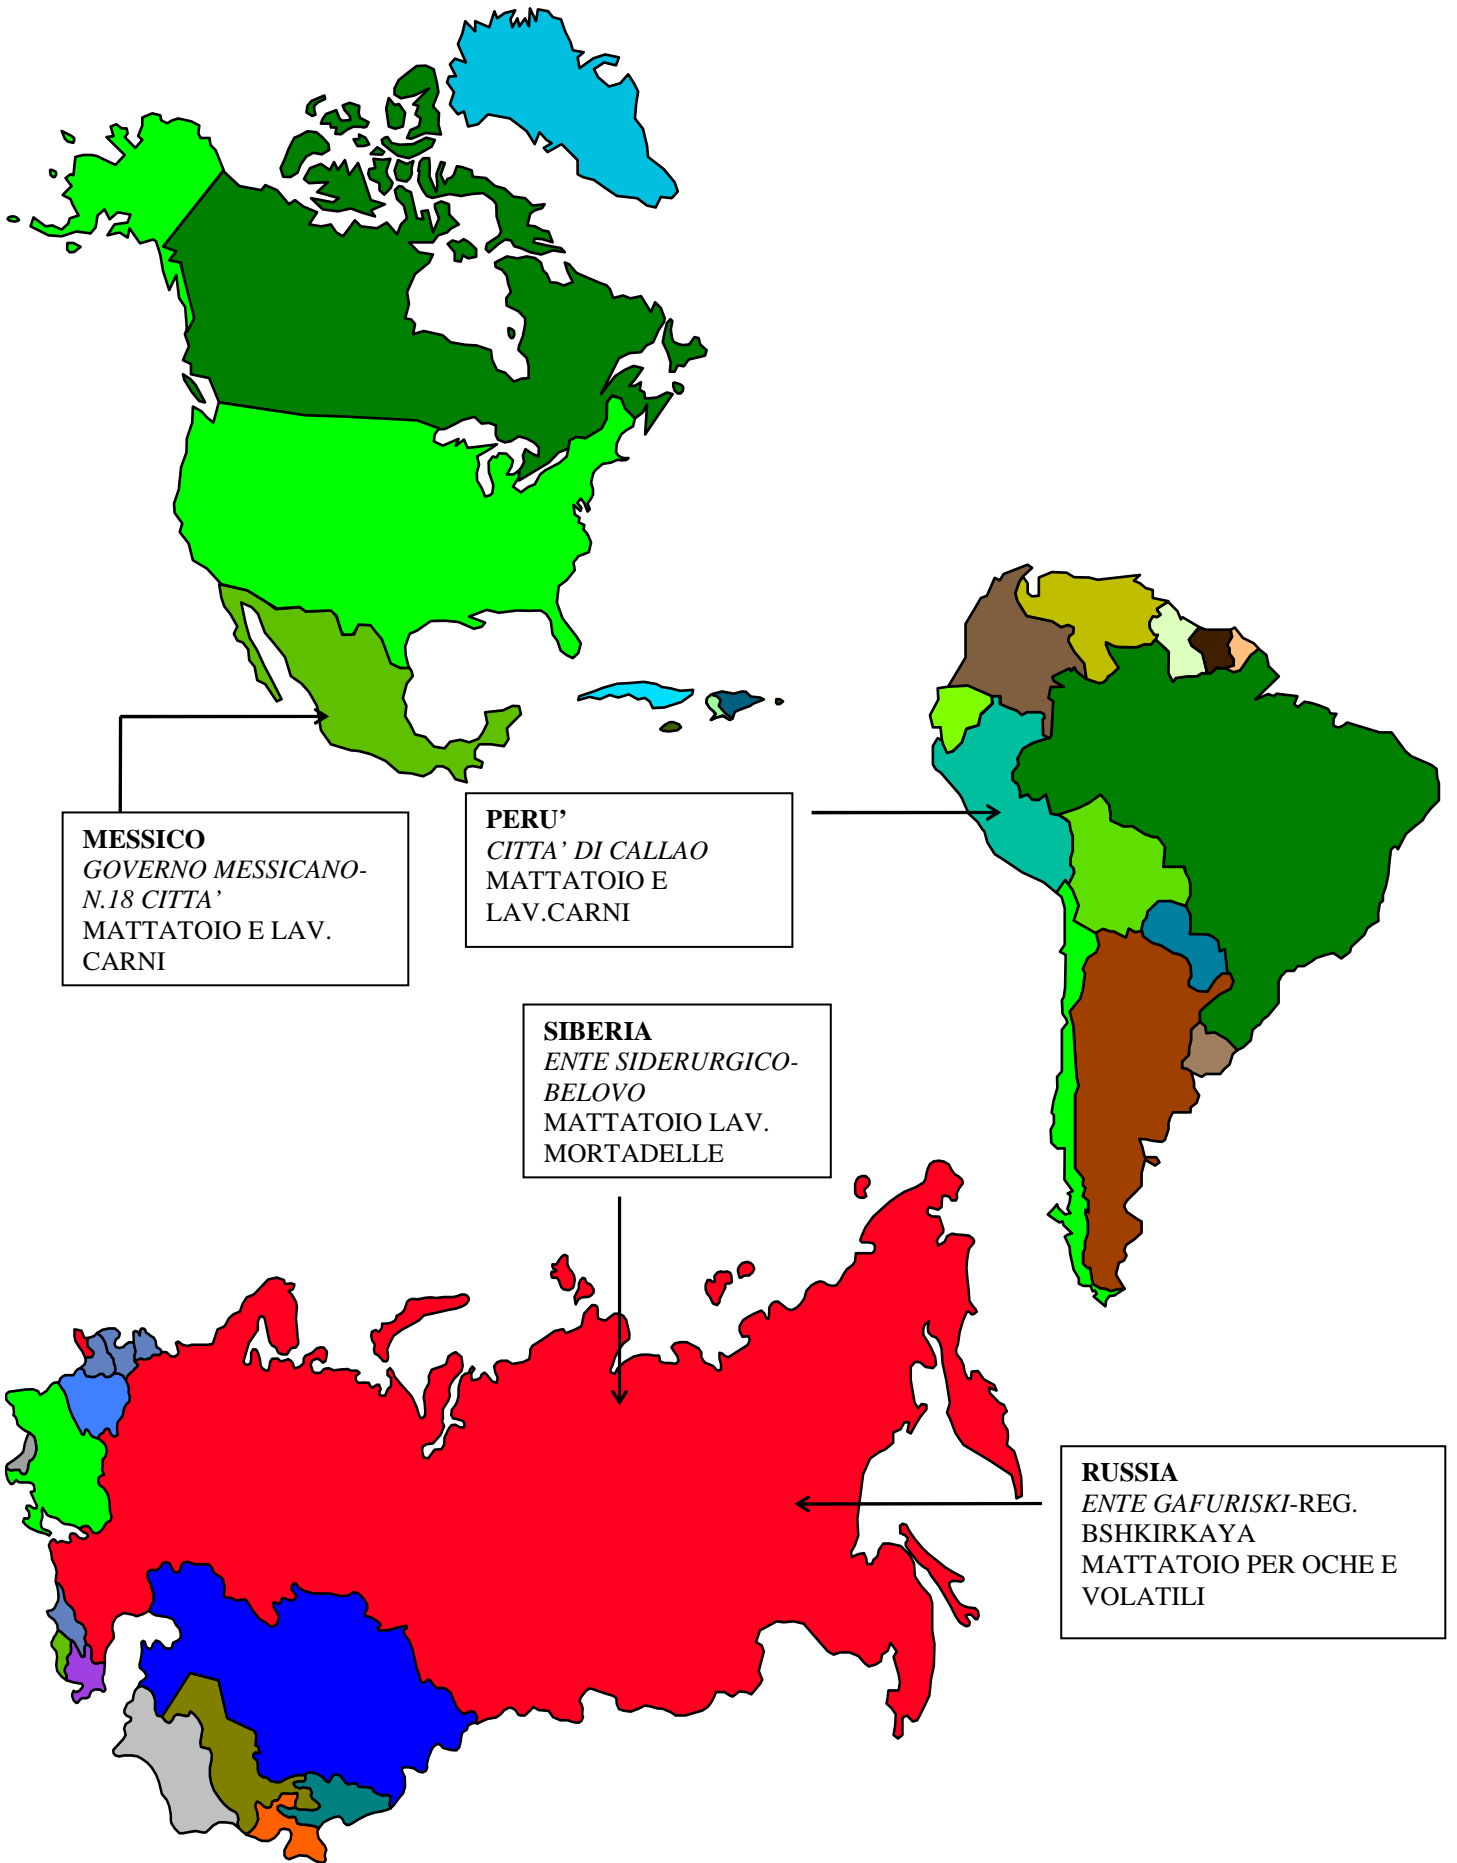 MESSICO
GOVERNO MESSICANO-
N.18 CITTA'
MATTATOIO E LAV.
CARNI
PERU’
CITTA’ DI CALLAO
MATTATOIO E
LAV.CARNI
SIBERIA
ENTE SIDERURGICO-
BELOVO
MATTATOIO LAV.
MORTADELLE
RUSSIA
ENTE GAFURISKI-REG.
BSHKIRKAYA
MATTATOIO PER OCHE E
VOLATILI